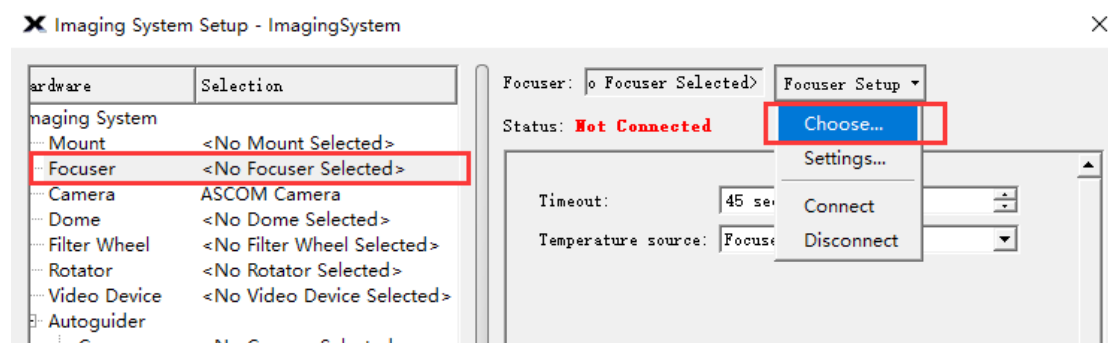 Imaging System Setup - ImagingSystem
ardware Selection
maging System
Mount <No Mount Selected>
Focuser <No Focuser Selected>
Camera ASCOM Camera
Dome <No Dome Selected>
Filter Wheel <No Filter Wheel Selected>
Rotator <No Rotator Selected>
Video Device <No Video Device Selected>
Autoguider
Focuser: o Focuser Selected> Focuser Setup
Status: Not Connected
Choose...
Settings...
Connect
Disconnect
Timeout: 45 se
Temperature source: Focuse